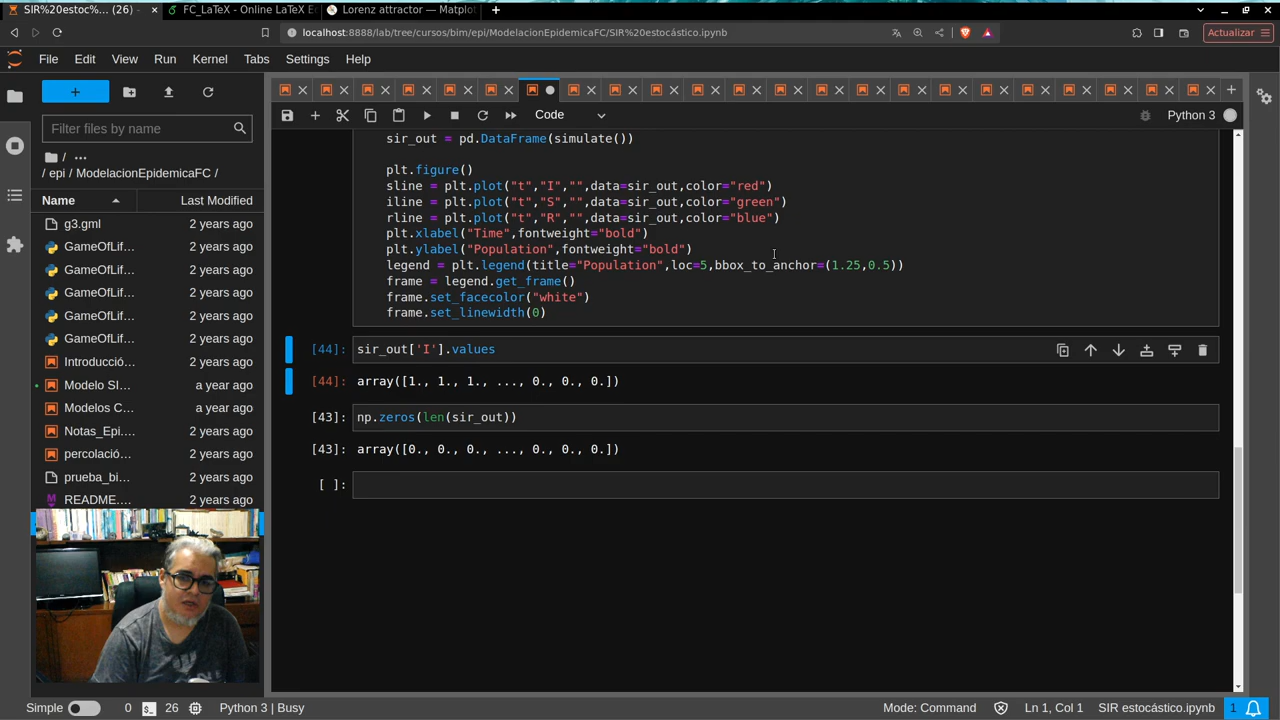 SIR%20estoc%... (26) -
FC_LaTeX - Online LaTeX Ed
Lorenz attractor — Matplot
localhost:8888/lab/tree/cursos/bim/epi/ModelacionEpidemicaFC/SIR%20estocástico.ipynb
Actualizar
File Edit View Run Kernel Tabs Settings Help
Filter files by name
Code
Python 3
/ ...
/ epi / ModelacionEpidemicaFC /
Name Last Modified
g3.gml 2 years ago
GameOfLif... 2 years ago
GameOfLif... 2 years ago
GameOfLif... 2 years ago
GameOfLif... 2 years ago
GameOfLif... 2 years ago
Introducció... 2 years ago
Modelo SI... a year ago
Modelos C... a year ago
Notas_Epi.... 2 years ago
percolació... 2 years ago
prueba_bi... 2 years ago
README.... 2 years ago
sir_out = pd.DataFrame(simulate())
plt.figure()
sline = plt.plot("t","I","",data=sir_out,color="red")
iline = plt.plot("t","S","",data=sir_out,color="green")
rline = plt.plot("t","R","",data=sir_out,color="blue")
plt.xlabel("Time",fontweight="bold")
plt.ylabel("Population",fontweight="bold")
legend = plt.legend(title="Population",loc=5,bbox_to_anchor=(1.25,0.5))
frame = legend.get_frame()
frame.set_facecolor("white")
frame.set_linewidth(0)
[44]: sir_out['I'].values
[44]: array([1., 1., 1., ..., 0., 0., 0.])
[43]: np.zeros(len(sir_out))
[43]: array([0., 0., 0., ..., 0., 0., 0.])
[ ]:
Simple 0 26 Python 3 | Busy Mode: Command Ln 1, Col 1 SIR estocástico.ipynb 1